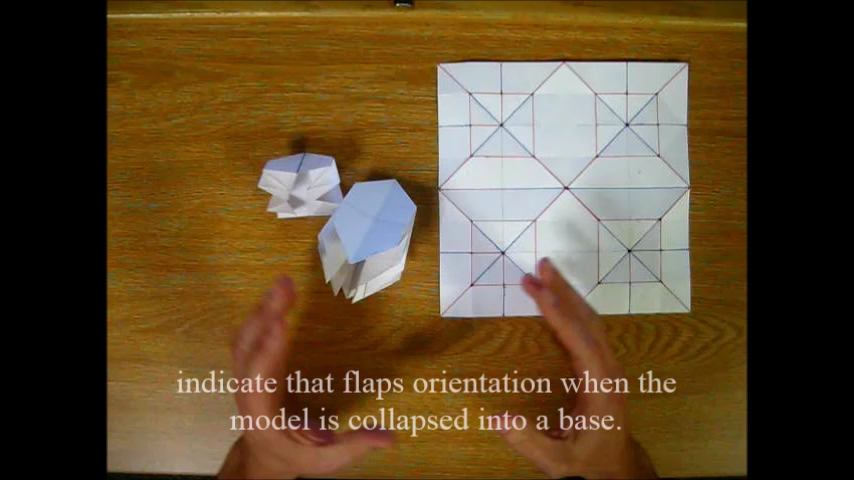 indicate that flaps orientation when the
model is collapsed into a base.